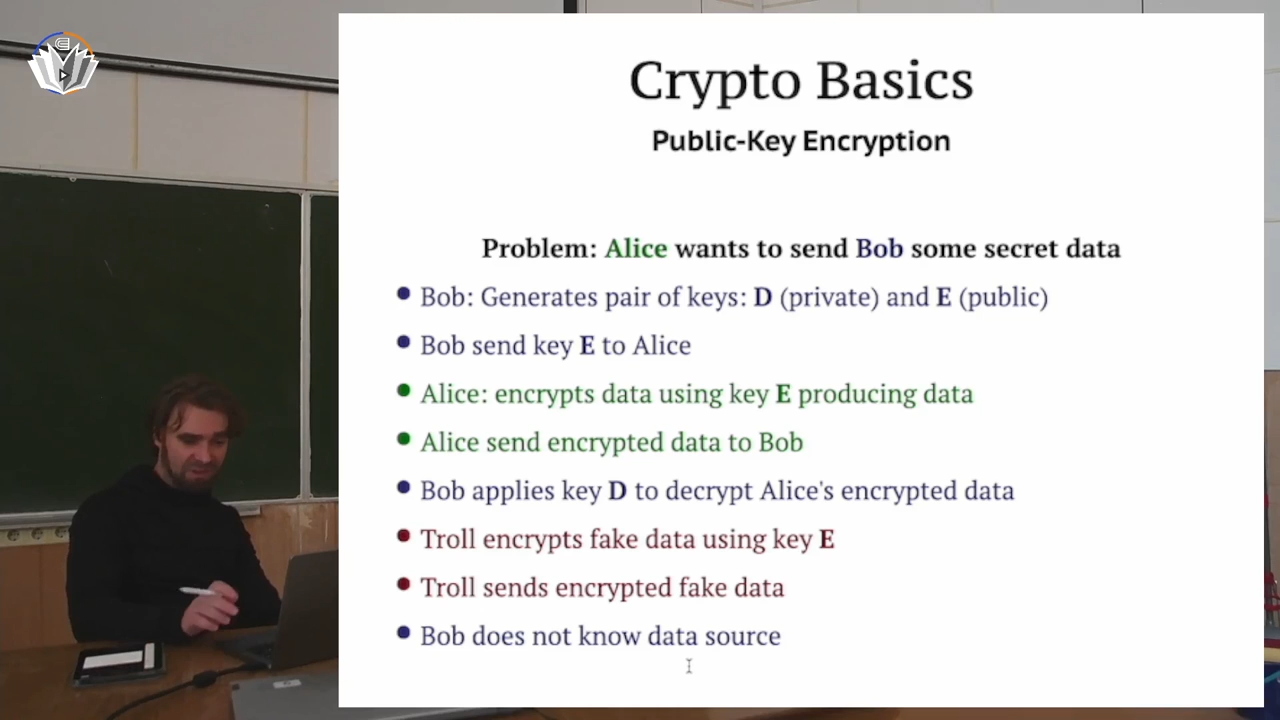 Crypto Basics
Public-Key Encryption
Problem: Alice wants to send Bob some secret data
Bob: Generates pair of keys: D (private) and E (public)
Bob send key E to Alice
Alice: encrypts data using key E producing data
Alice send encrypted data to Bob
Bob applies key D to decrypt Alice's encrypted data
Troll encrypts fake data using key E
Troll sends encrypted fake data
Bob does not know data source